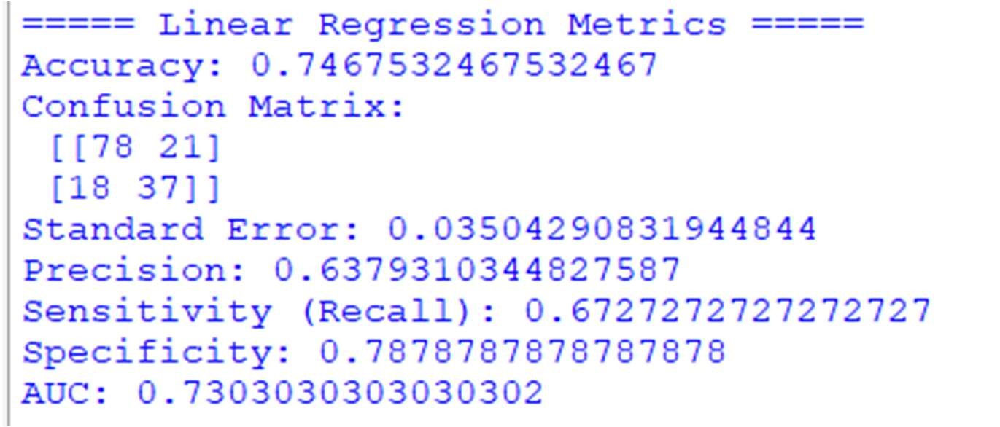 ===== Linear Regression Metrics =====
Accuracy: 0.7467532467532467
Confusion Matrix:
[[78 21]
[18 37]]
Standard Error: 0.03504290831944844
Precision: 0.6379310344827587
Sensitivity (Recall): 0.6727272727272727
Specificity: 0.7878787878787878
AUC: 0.7303030303030302